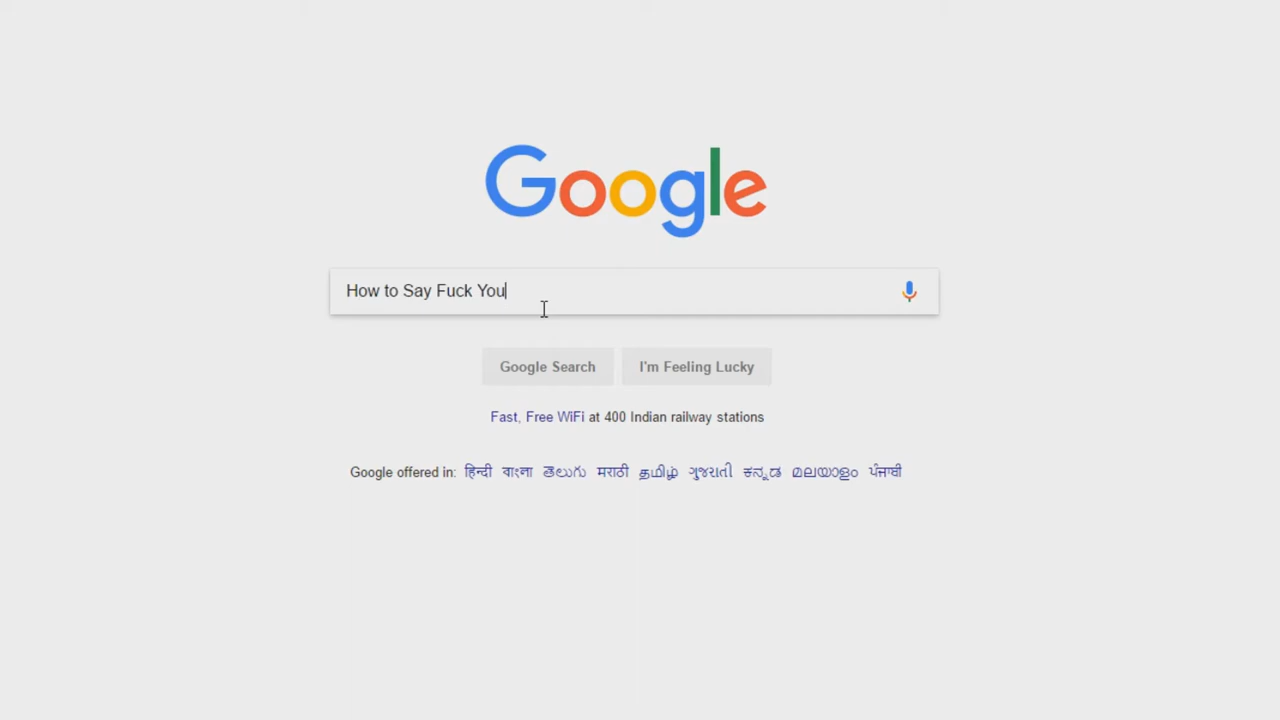 Google
How to Say Fuck You
Google Search
I'm Feeling Lucky
Fast, Free WiFi at 400 Indian railway stations
Google offered in: हिन्दी বাংলা తెలుగు मराठी தமிழ் ગુજરાતી ಕನ್ನಡ മലയാളം ਪੰਜਾਬੀ